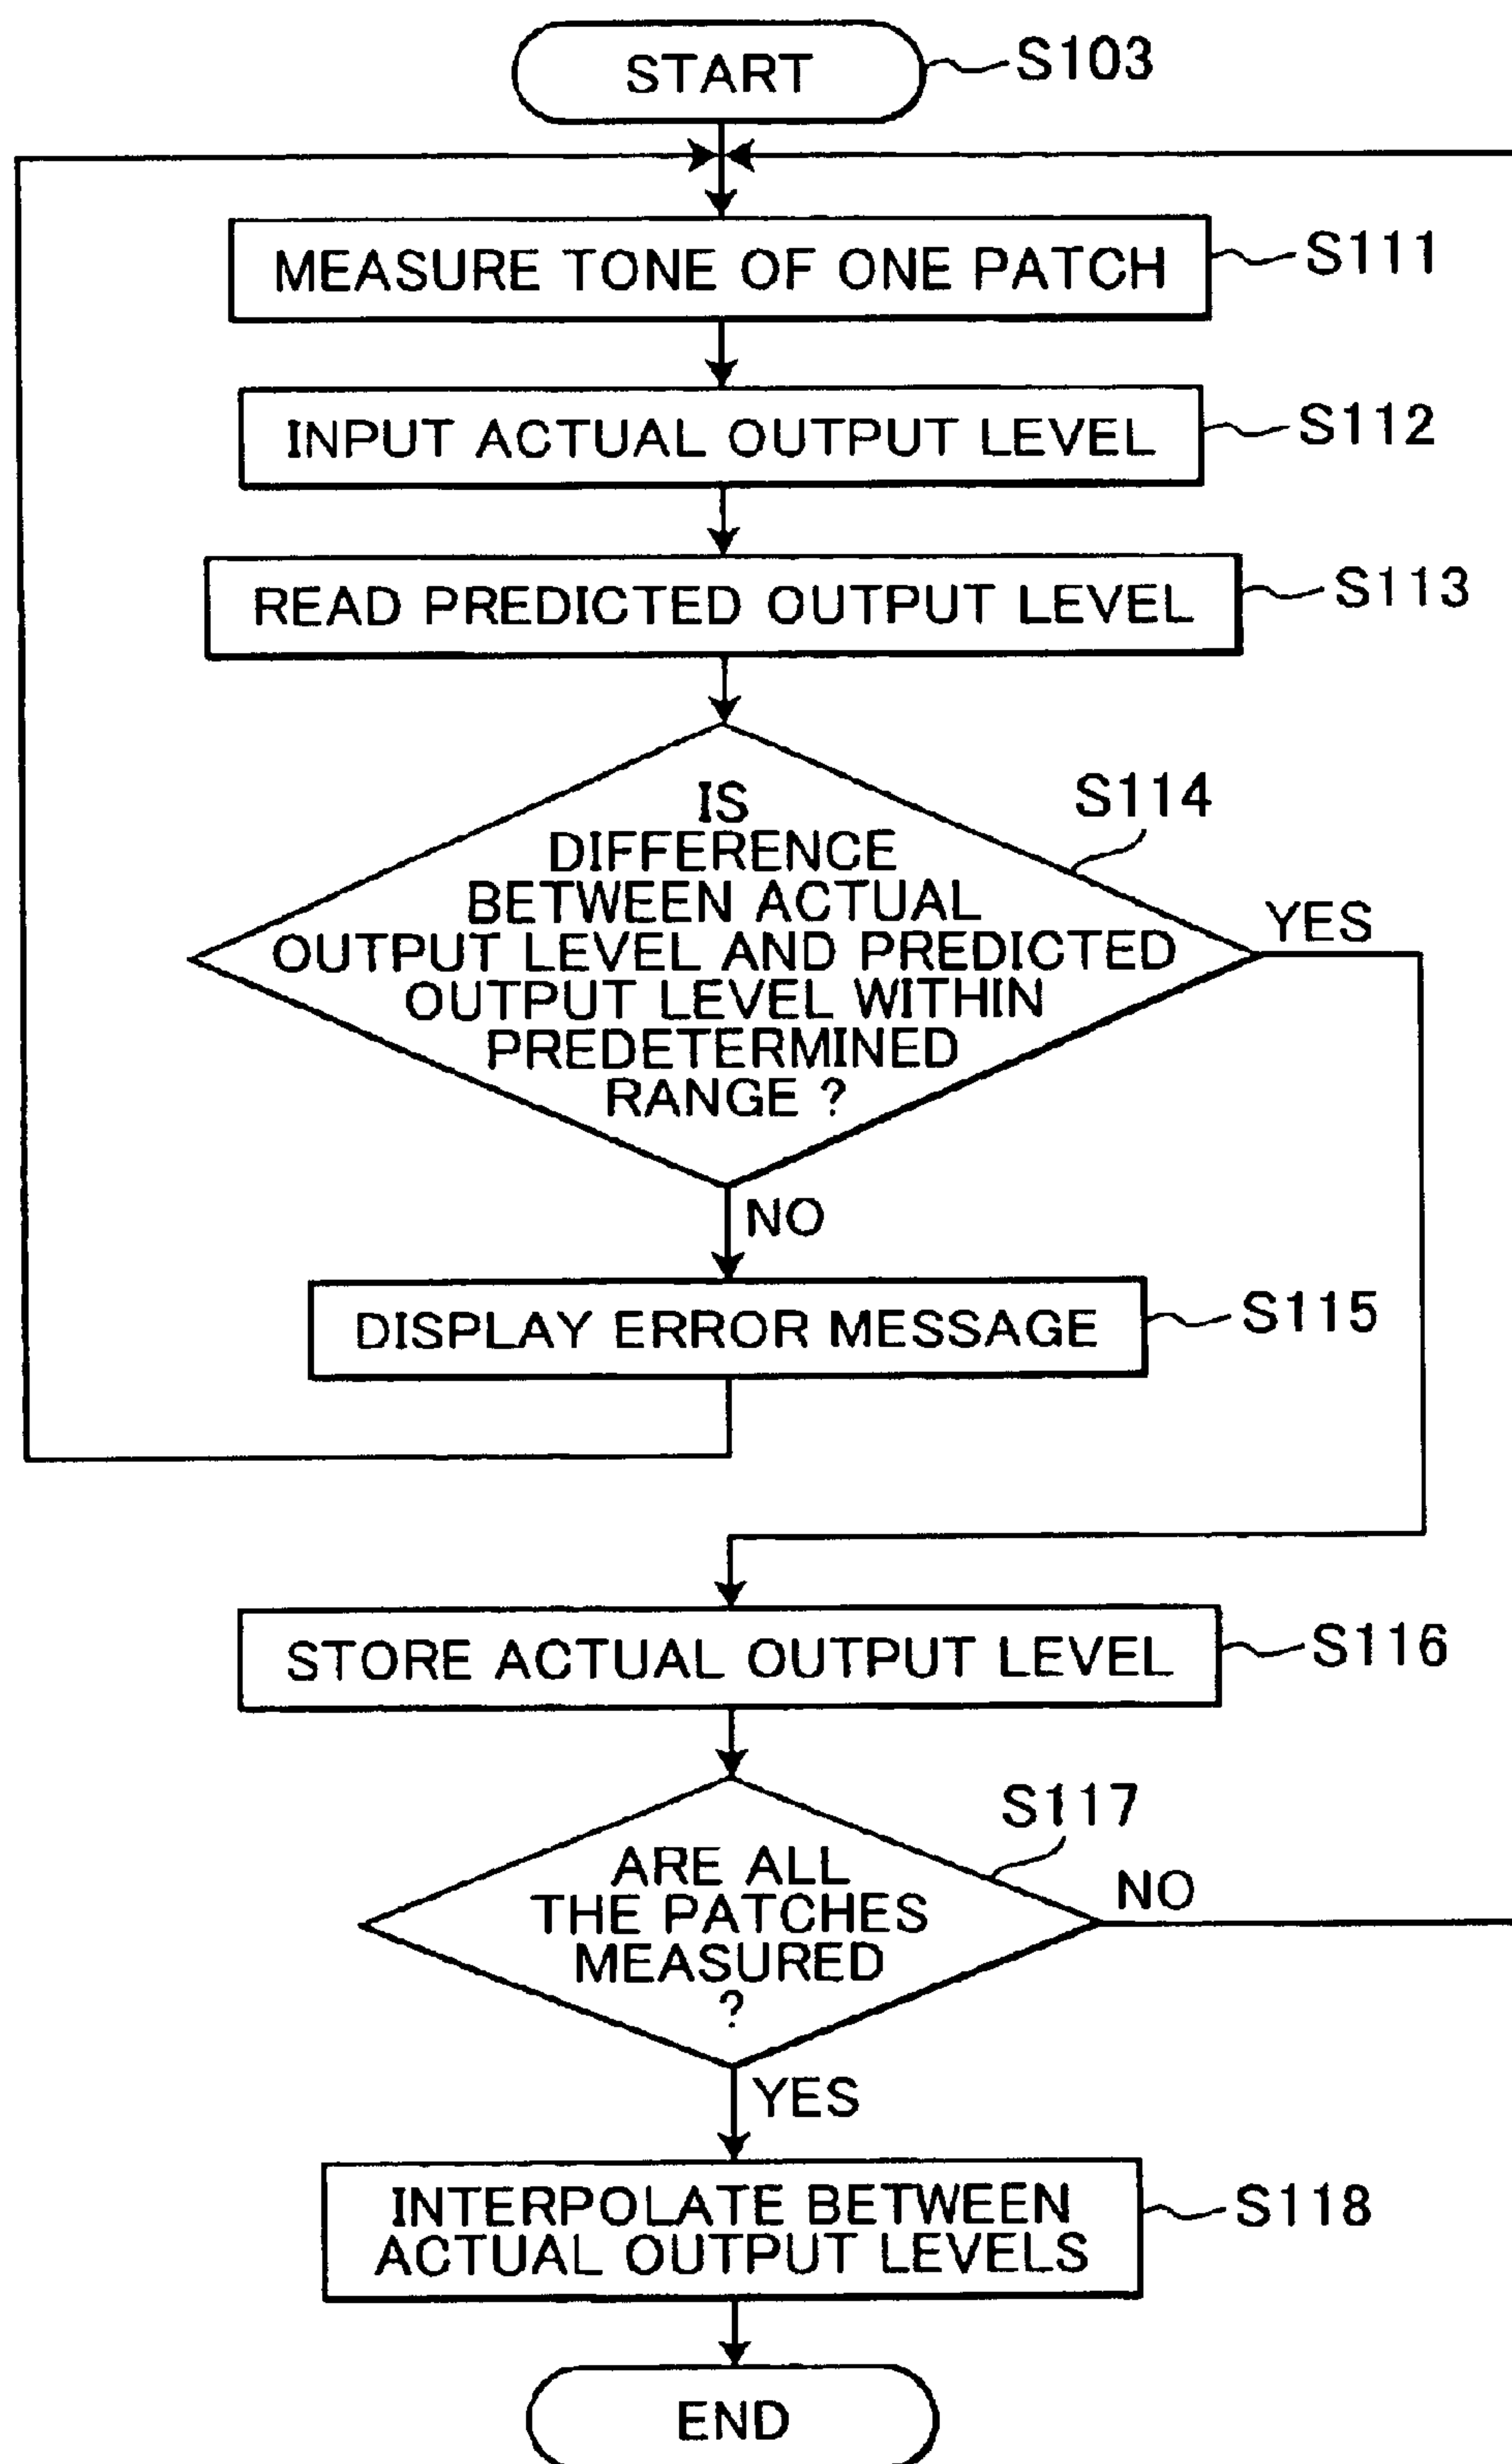 START
S103
MEASURE TONE OF ONE PATCH
S111
INPUT ACTUAL OUTPUT LEVEL
S112
READ PREDICTED OUTPUT LEVEL
S113
IS
DIFFERENCE
BETWEEN ACTUAL
OUTPUT LEVEL AND PREDICTED
OUTPUT LEVEL WITHIN
PREDETERMINED
RANGE ?
S114
YES
NO
DISPLAY ERROR MESSAGE
S115
STORE ACTUAL OUTPUT LEVEL
S116
ARE ALL
THE PATCHES
MEASURED
?
S117
NO
YES
INTERPOLATE BETWEEN
ACTUAL OUTPUT LEVELS
S118
END